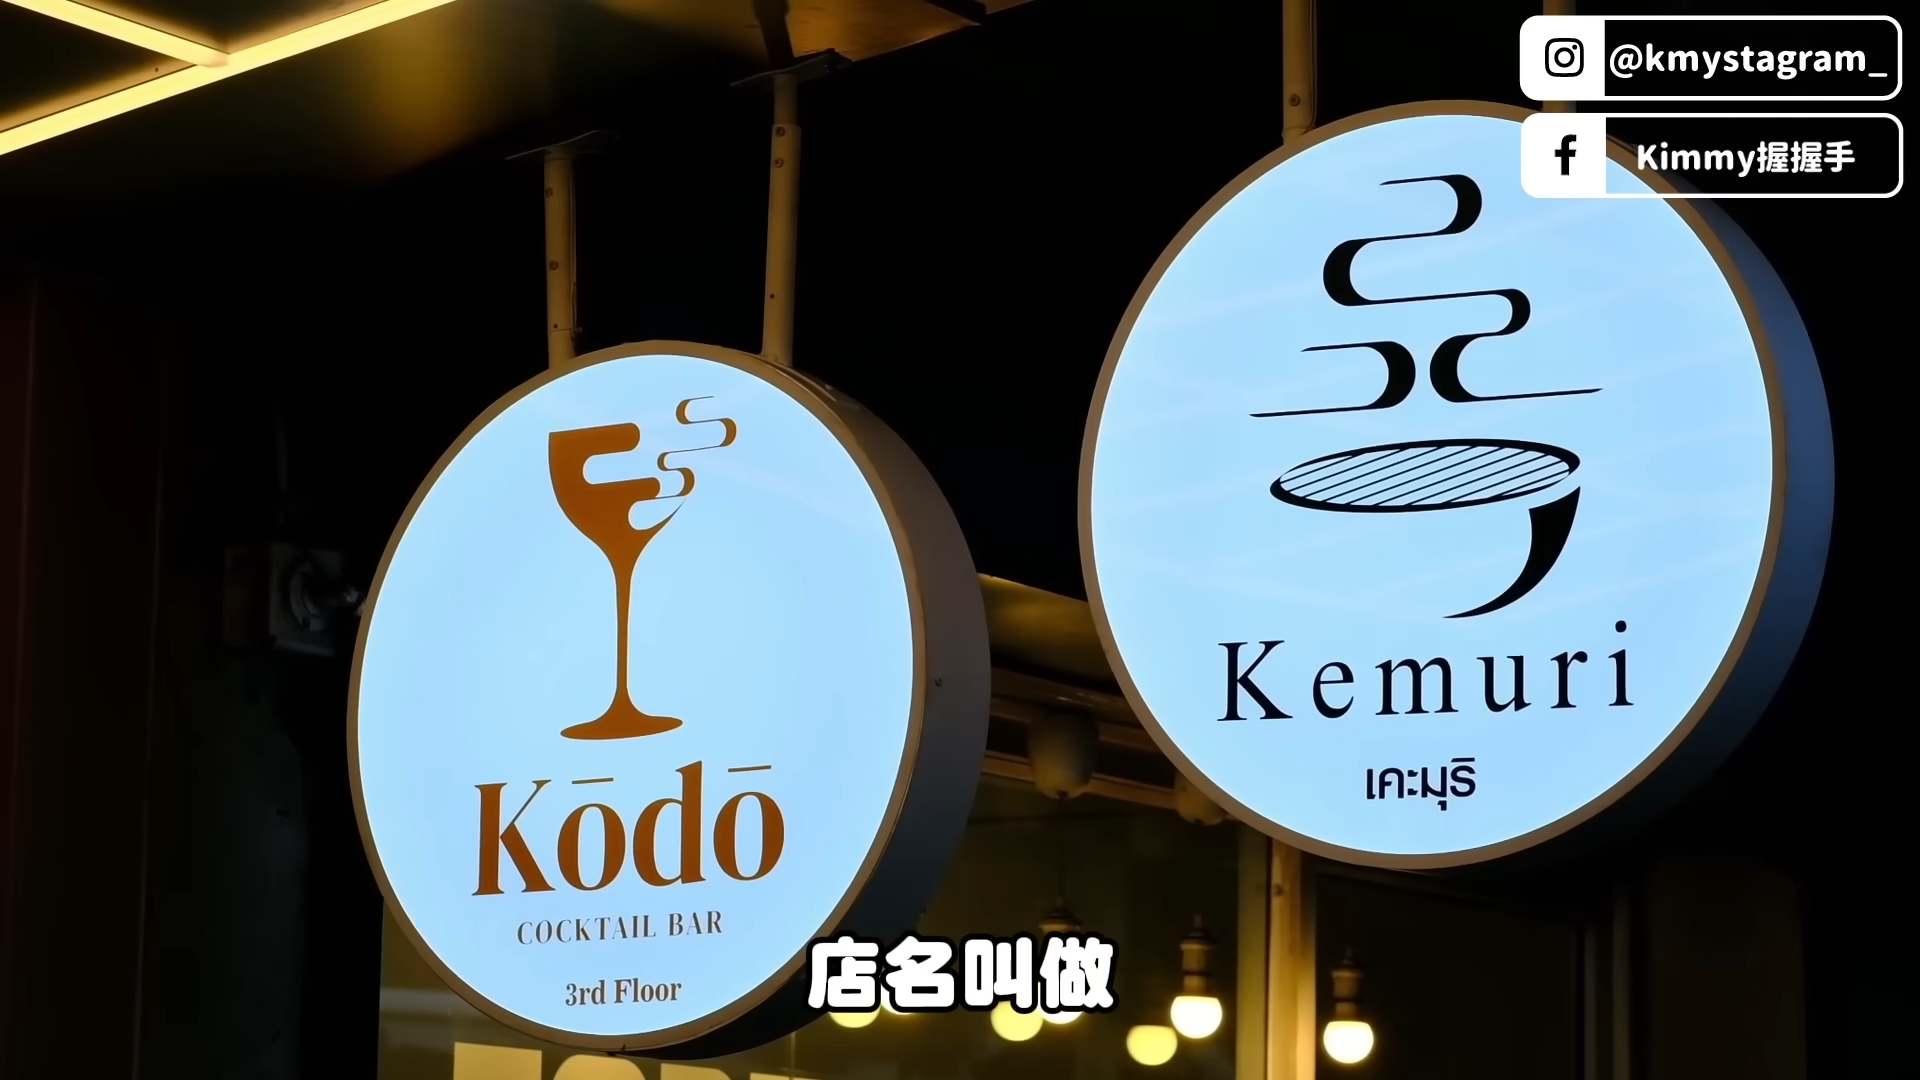 @kmystagram_
Kimmy握握手
Kemuri
เคะมุริ
Kōdō
COCKTAIL BAR
3rd Floor
店名叫做